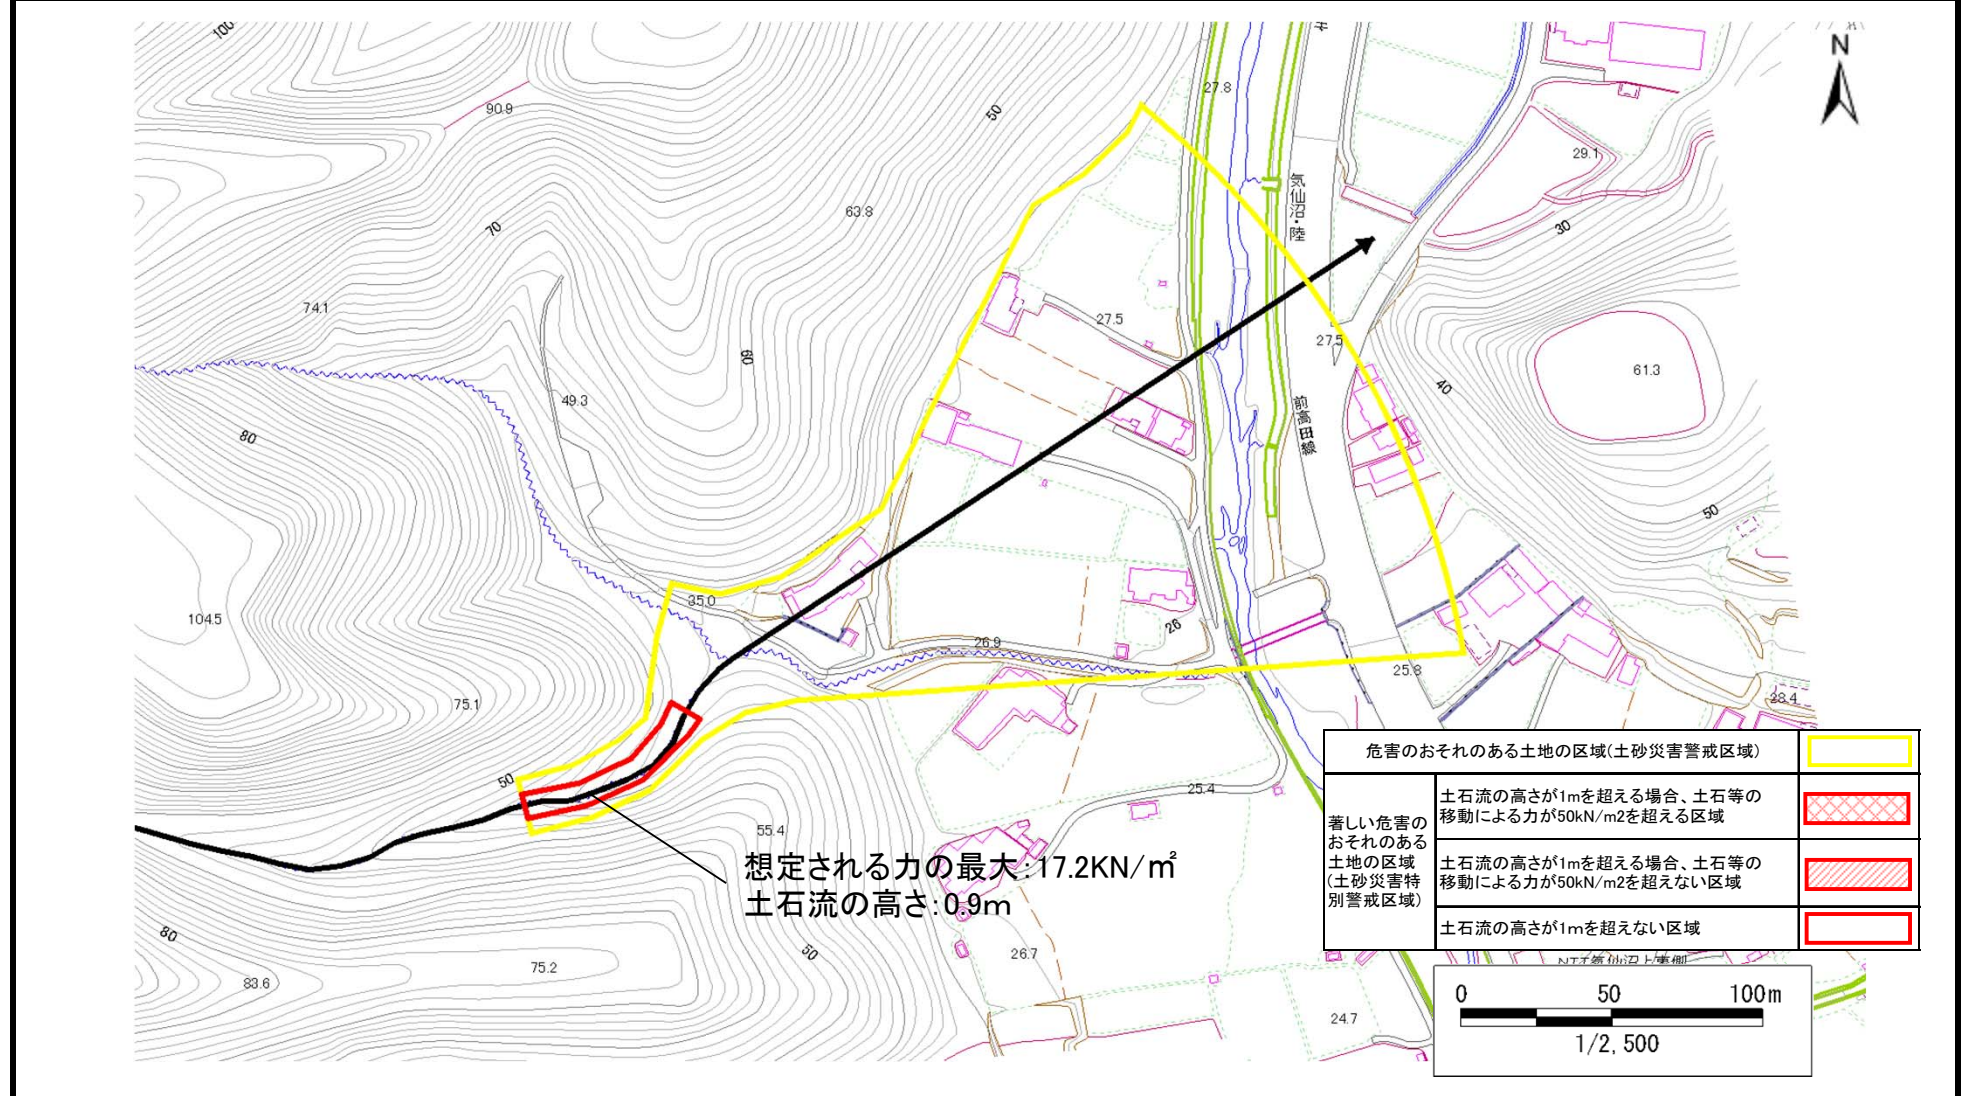 100
N
27.8
90.9
50
29.1
気仙沼・陸
63.8
70
30
74.1
27.5
27.5
60
61.3
40
49.3
前高田線
80
50
35.0
104.5
26
26.9
25.8
75.1
28.4
50
25.4
55.4
想定される力の最大:17.2KN/㎡
土石流の高さ:0.9m
80
50
26.7
75.2
83.6
24.7
危害のおそれのある土地の区域(土砂災害警戒区域)
著しい危害の
おそれのある
土地の区域
(土砂災害特
別警戒区域)
土石流の高さが1mを超える場合、土石等の
移動による力が50kN/m2を超える区域
土石流の高さが1mを超える場合、土石等の
移動による力が50kN/m2を超えない区域
土石流の高さが1mを超えない区域
0 50 100m
1/2,500